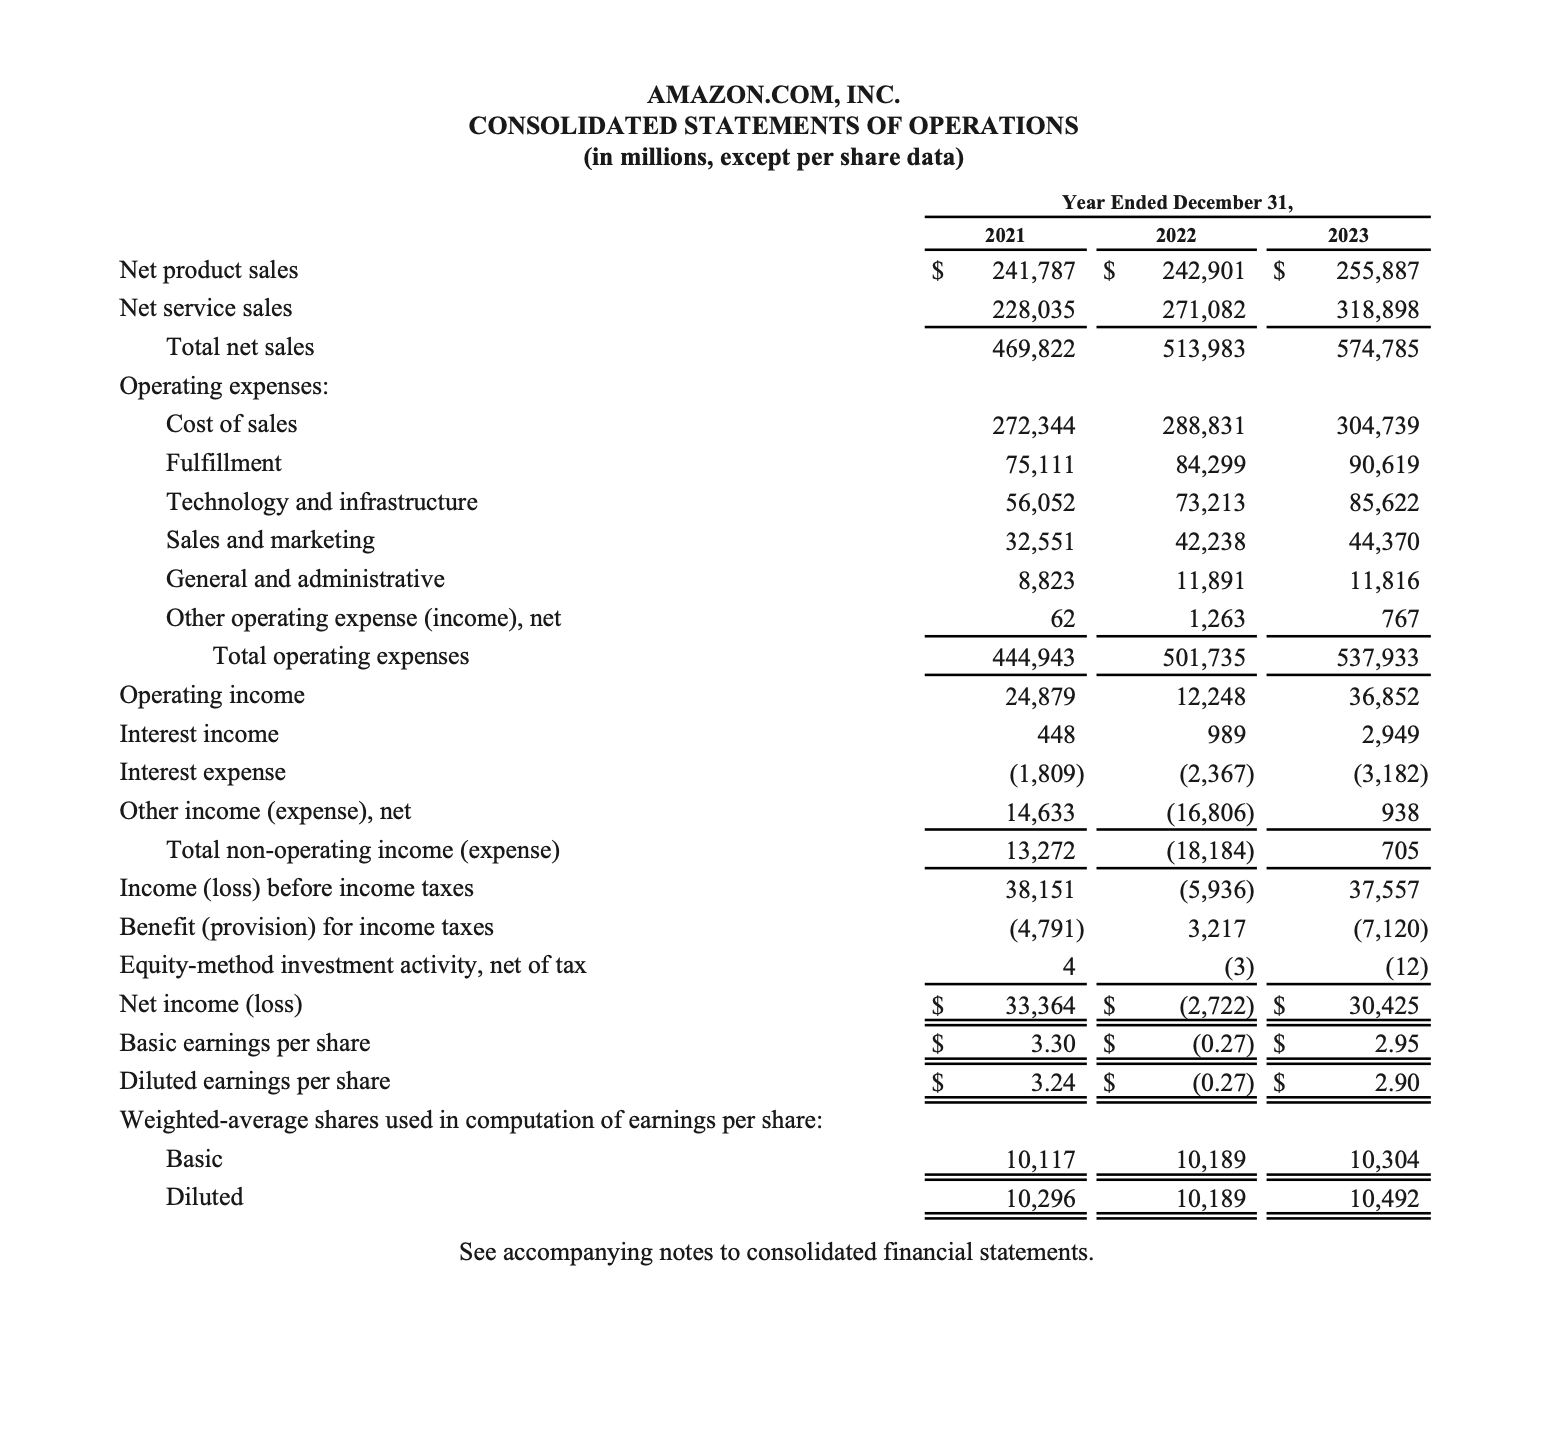 AMAZON.COM, INC.
CONSOLIDATED STATEMENTS OF OPERATIONS
(in millions, except per share data)
Year Ended December 31,
2021 2022 2023
Net product sales $ 241,787 $ 242,901 $ 255,887
Net service sales 228,035 271,082 318,898
Total net sales 469,822 513,983 574,785
Operating expenses:
Cost of sales 272,344 288,831 304,739
Fulfillment 75,111 84,299 90,619
Technology and infrastructure 56,052 73,213 85,622
Sales and marketing 32,551 42,238 44,370
General and administrative 8,823 11,891 11,816
Other operating expense (income), net 62 1,263 767
Total operating expenses 444,943 501,735 537,933
Operating income 24,879 12,248 36,852
Interest income 448 989 2,949
Interest expense (1,809) (2,367) (3,182)
Other income (expense), net 14,633 (16,806) 938
Total non-operating income (expense) 13,272 (18,184) 705
Income (loss) before income taxes 38,151 (5,936) 37,557
Benefit (provision) for income taxes (4,791) 3,217 (7,120)
Equity-method investment activity, net of tax 4 (3) (12)
Net income (loss) $ 33,364 $ (2,722) $ 30,425
Basic earnings per share $ 3.30 $ (0.27) $ 2.95
Diluted earnings per share $ 3.24 $ (0.27) $ 2.90
Weighted-average shares used in computation of earnings per share:
Basic 10,117 10,189 10,304
Diluted 10,296 10,189 10,492
See accompanying notes to consolidated financial statements.